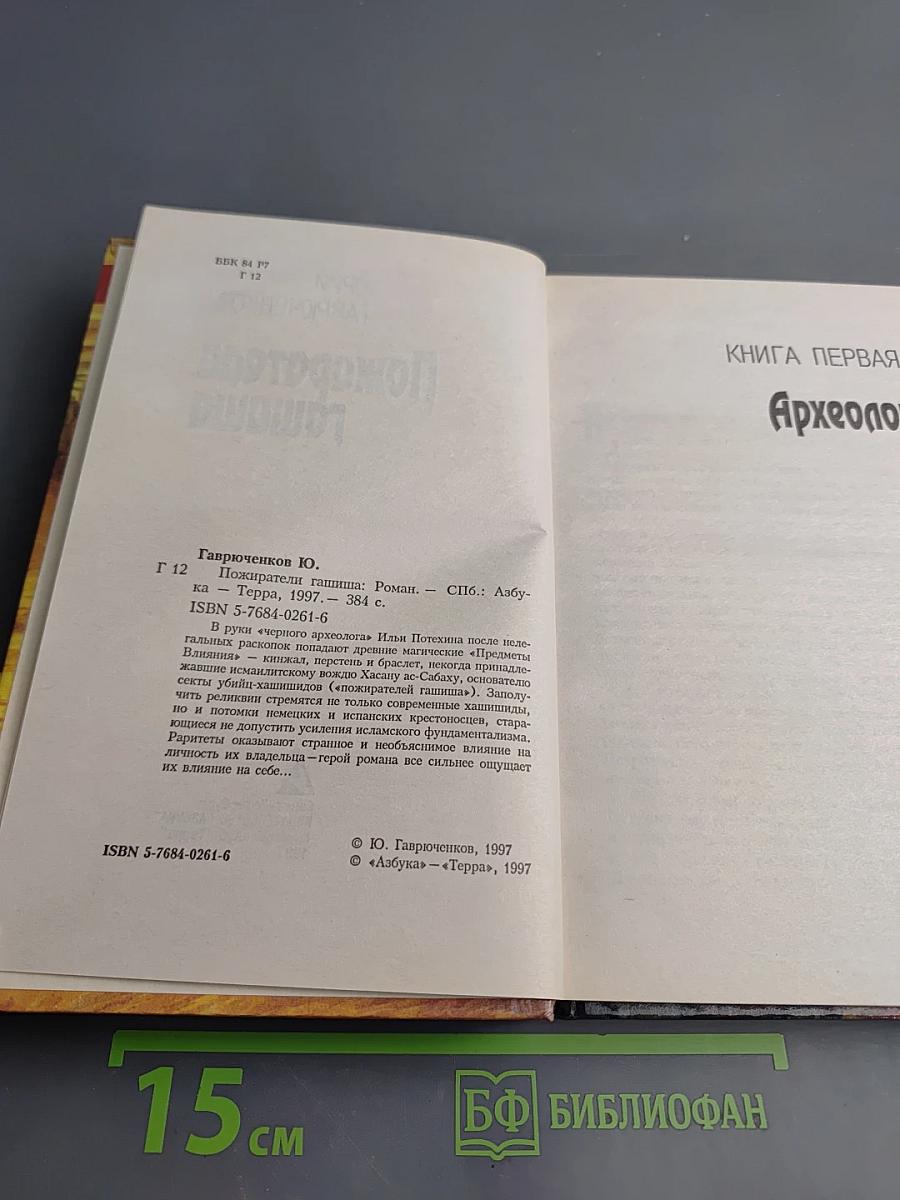 ББК 84 Р7
Г 12
Гаврюченков Ю.
Г 12 Пожиратели гашиша: Роман. — СПб.: Азбу-
ка — Терра, 1997. — 384 с.
ISBN 5-7684-0261-6
В руки «черного археолога» Ильи Потехина после неле-
гальных раскопок попадают древние магические «Предметы
Влияния» — кинжал, перстень и браслет, некогда принадле-
жавшие исмаилитскому вождю Хасану ас-Сабаху, основателю
секты убийц-хашишидов («пожирателей гашиша»). Заполу-
чить реликвии стремятся не только современные хашишиды,
но и потомки немецких и испанских крестоносцев, стара-
ющиеся не допустить усиления исламского фундаментализма.
Раритеты оказывают странное и необъяснимое влияние на
личность их владельца — герой романа все сильнее ощущает
их влияние на себе...
ISBN 5-7684-0261-6
© Ю. Гаврюченков, 1997
© «Азбука» — «Терра», 1997
КНИГА ПЕРВАЯ
Археоло
15 см
БФ БИБЛИОФАН